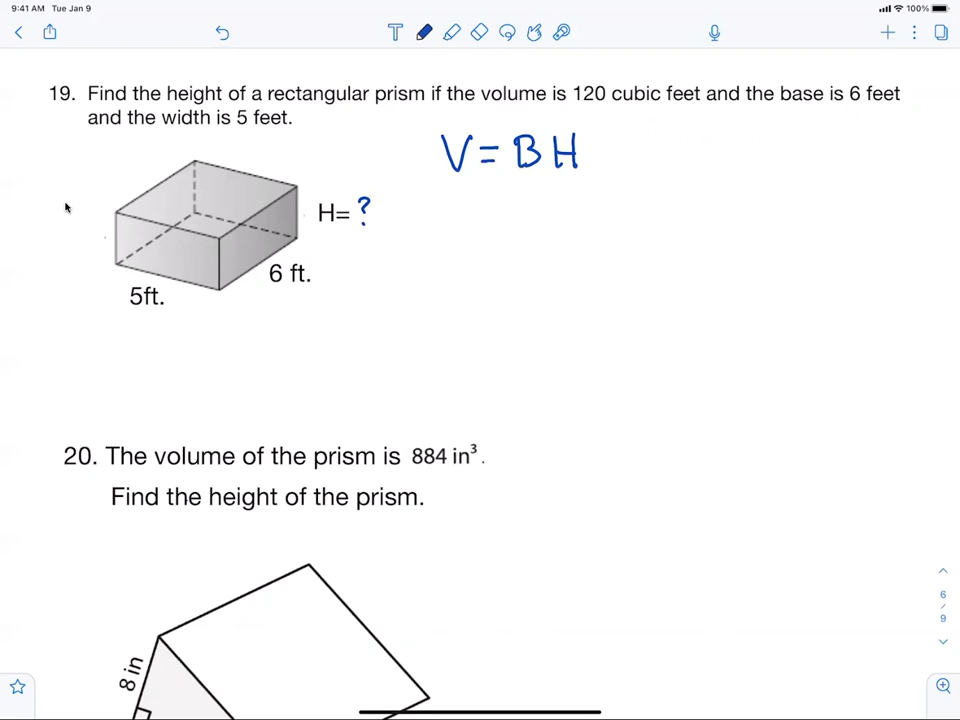 9:41 AM Tue Jan 9
100%
19. Find the height of a rectangular prism if the volume is 120 cubic feet and the base is 6 feet
and the width is 5 feet.
V = B H
H= ?
6 ft.
5ft.
20. The volume of the prism is 884 in³.
Find the height of the prism.
8 in
6
/
9